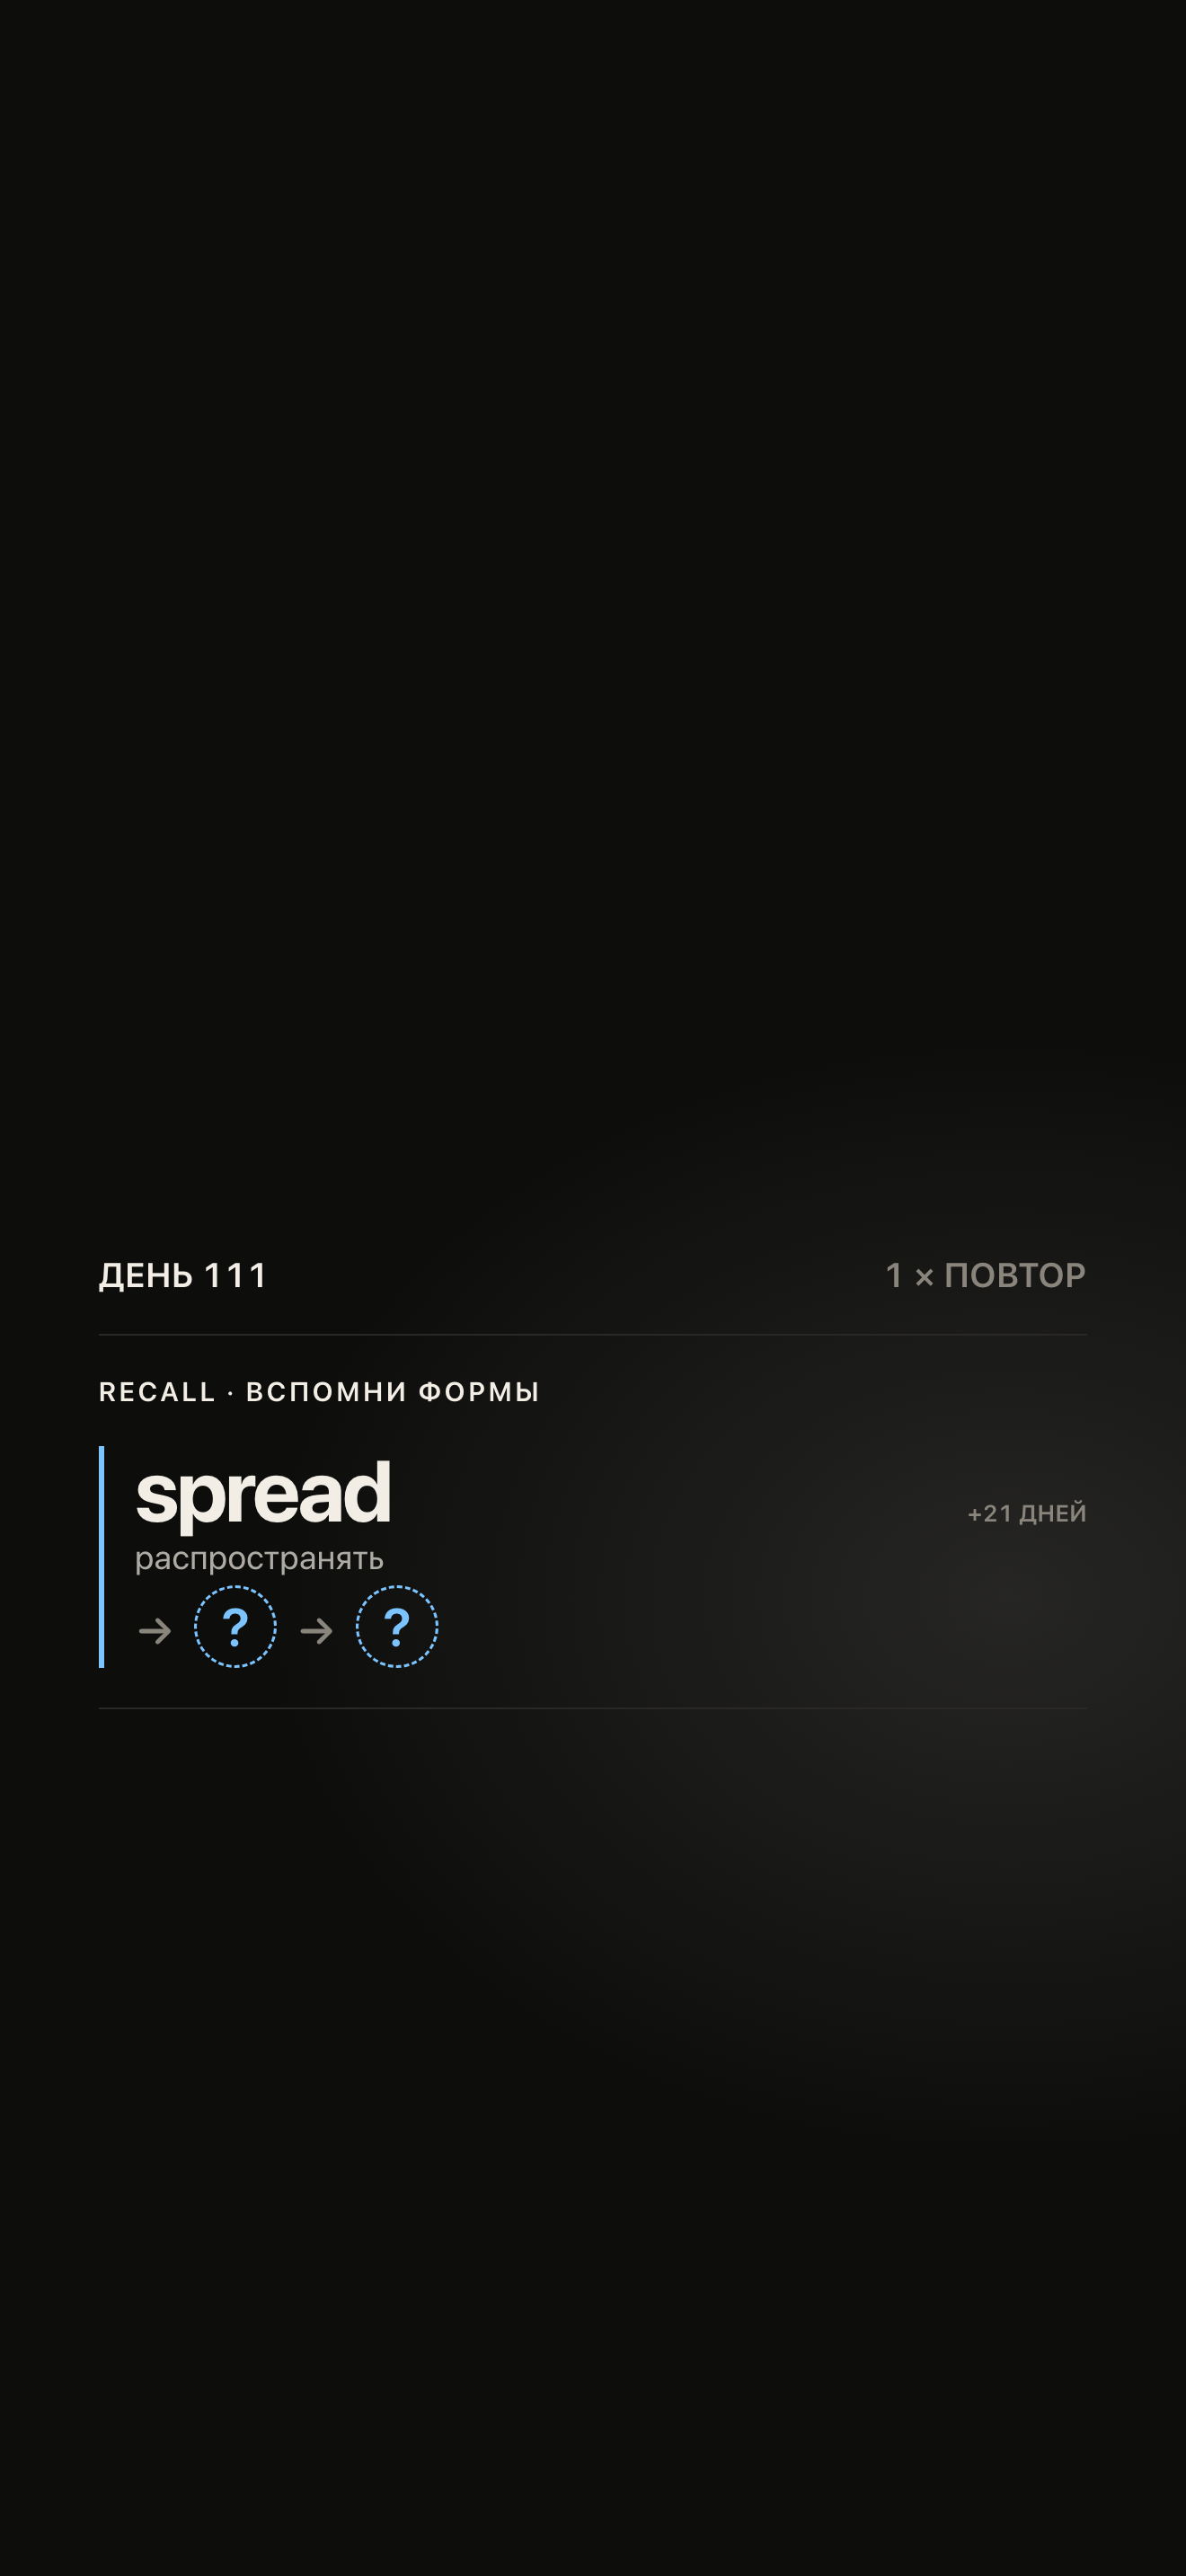 ДЕНЬ 111
1 × ПОВТОР
RECALL · ВСПОМНИ ФОРМЫ
spread
+21 ДНЕЙ
распространять
→ ? → ?